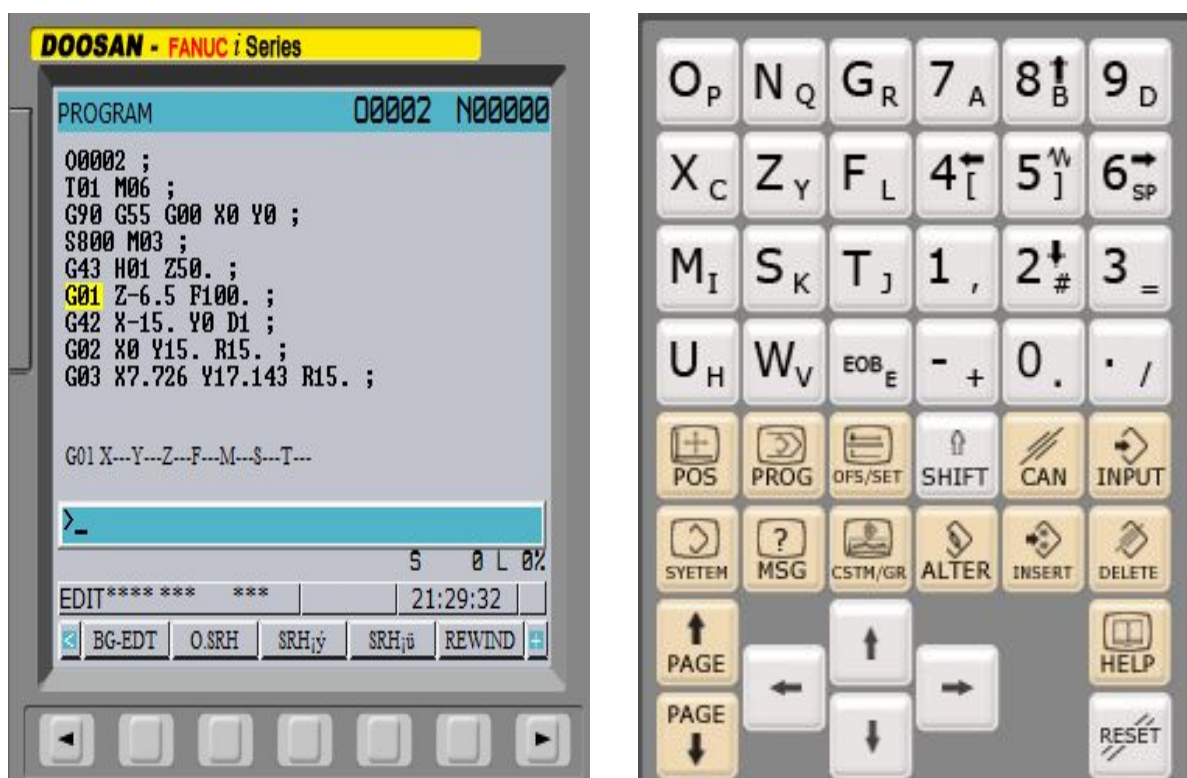 DOOSAN - FANUC i Series
PROGRAM O0002 N00000
O0002 ;
T01 M06 ;
G90 G55 G00 X0 Y0 ;
S800 M03 ;
G43 H01 Z50. ;
G01 Z-6.5 F100. ;
G42 X-15. Y0 D1 ;
G02 X0 Y15. R15. ;
G03 X7.726 Y17.143 R15. ;
G01 X---Y---Z---F---M---S---T---
>_
S 0 L 0%
EDIT**** *** *** 21:29:32
< BG-EDT O.SRH SRH¡ý SRH¡ü REWIND +
O P N Q G R 7 A 8 B 9 D
X C Z Y F L 4 [ 5 ] 6 SP
M I S K T J 1 , 2 # 3 =
U H W V EOB E - + 0 . · /
POS PROG OFS/SET SHIFT CAN INPUT
SYETEM MSG CSTM/GR ALTER INSERT DELETE
PAGE HELP
PAGE RESET